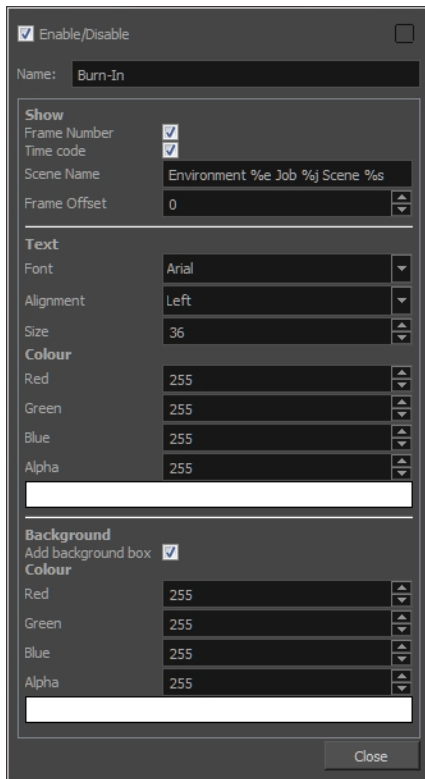 Enable/Disable
Name: Burn-In
Show
Frame Number
Time code
Scene Name Environment %e Job %j Scene %s
Frame Offset 0
Text
Font Arial
Alignment Left
Size 36
Colour
Red 255
Green 255
Blue 255
Alpha 255
Background
Add background box
Colour
Red 255
Green 255
Blue 255
Alpha 255
Close